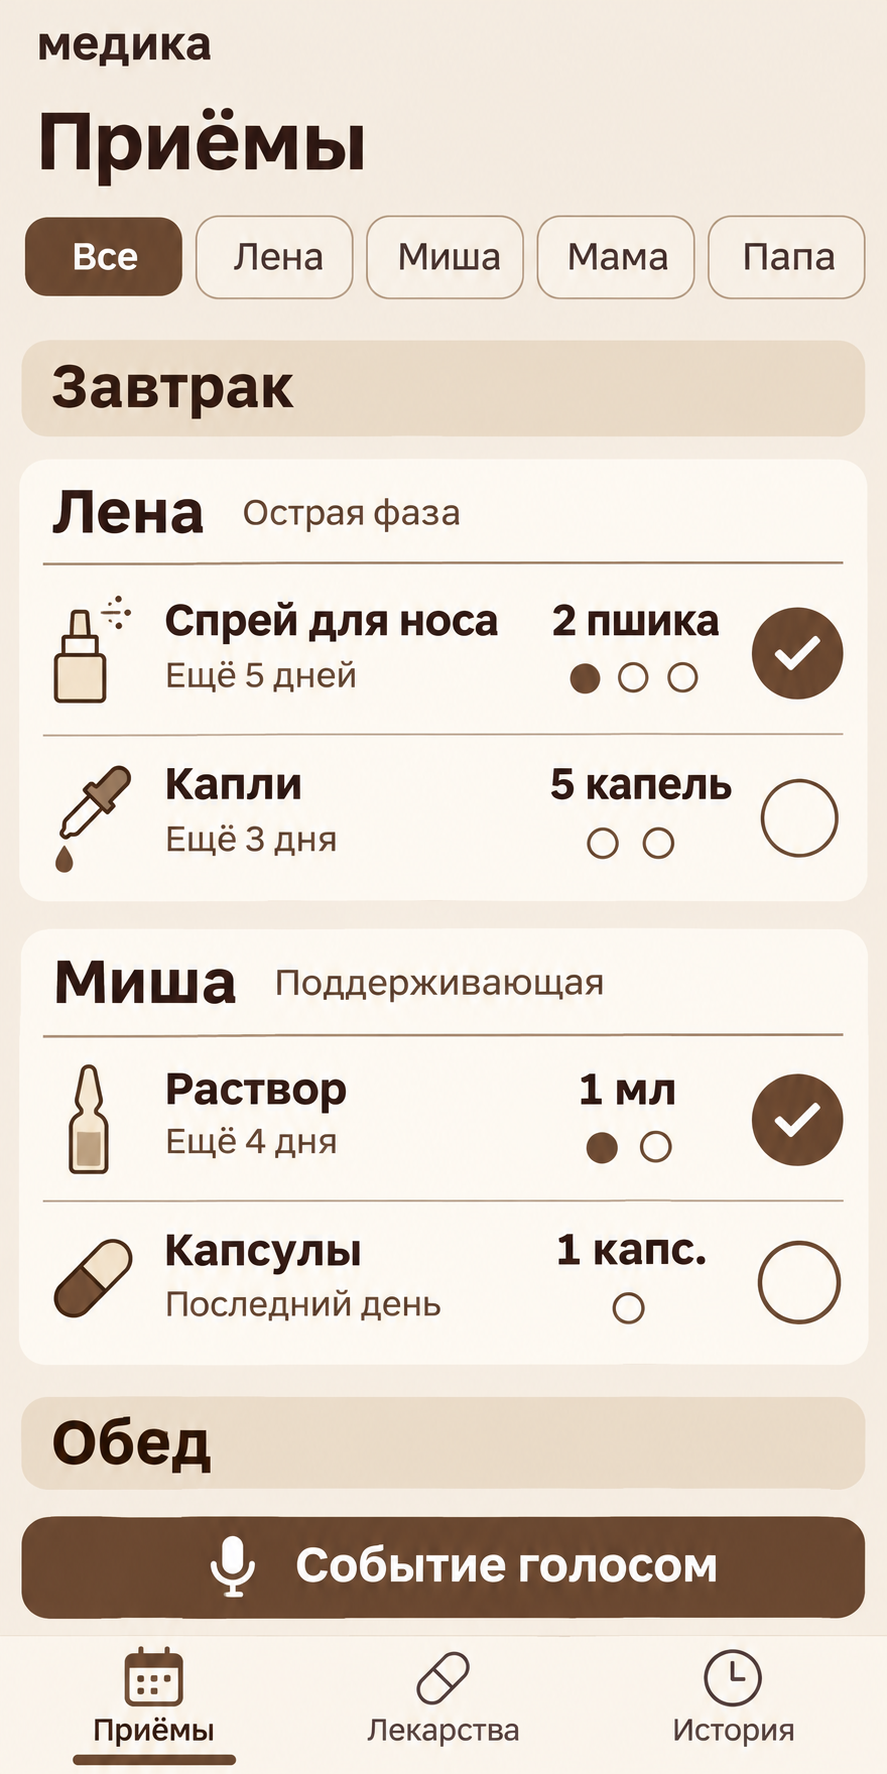 медика
Приёмы
Все Лена Миша Мама Папа
Завтрак
Лена Острая фаза
Спрей для носа 2 пшика
Ещё 5 дней
Капли 5 капель
Ещё 3 дня
Миша Поддерживающая
Раствор 1 мл
Ещё 4 дня
Капсулы 1 капс.
Последний день
Обед
Событие голосом
Приёмы Лекарства История